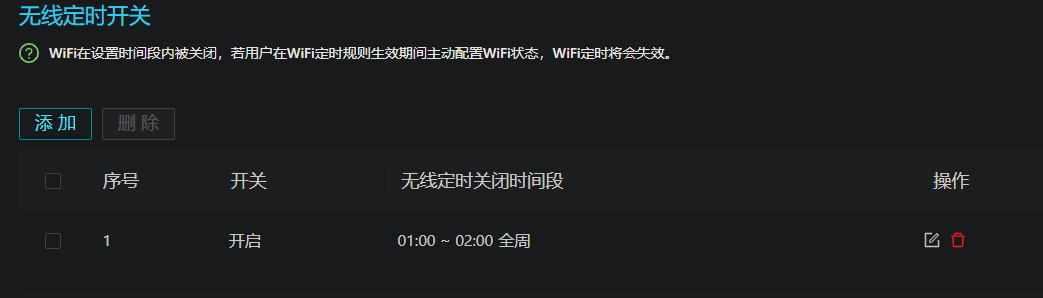 无线定时开关
WiFi在设置时间段内被关闭，若用户在WiFi定时规则生效期间主动配置WiFi状态，WiFi定时将会失效。
添加 删除
序号 开关 无线定时关闭时间段 操作
1 开启 01:00 ~ 02:00 全周